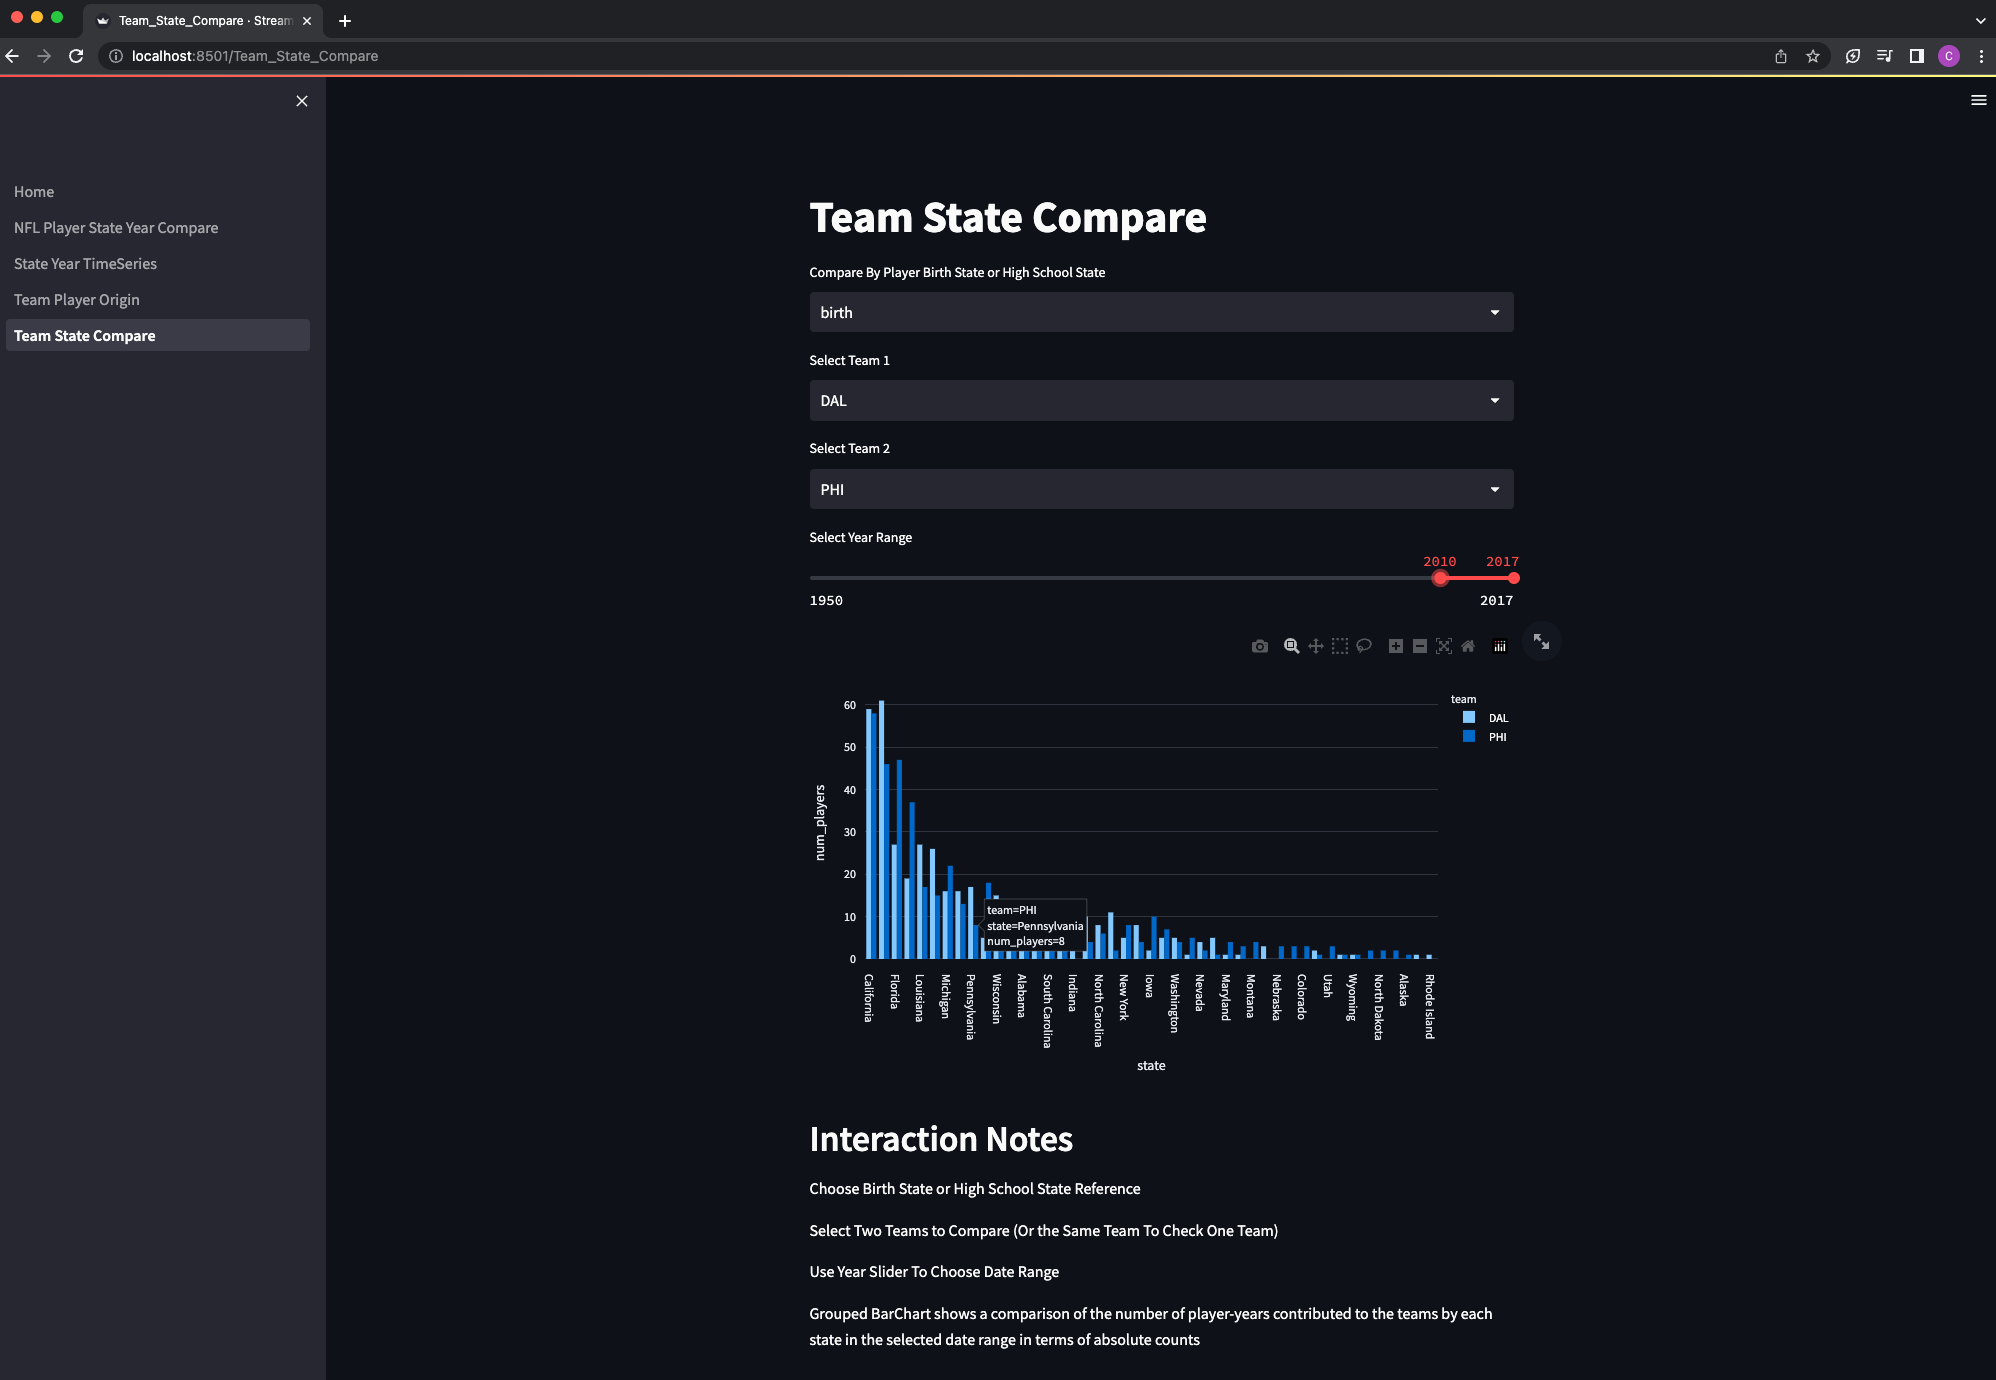 Team_State_Compare · Stream
localhost:8501/Team_State_Compare
C
Home
NFL Player State Year Compare
State Year TimeSeries
Team Player Origin
Team State Compare
Team State Compare
Compare By Player Birth State or High School State
birth
Select Team 1
DAL
Select Team 2
PHI
Select Year Range
2010 2017
1950 2017
team
DAL
PHI
60
50
40
30
20
10
0
num_players
team=PHI
state=Pennsylvania
num_players=8
California
Florida
Louisiana
Michigan
Pennsylvania
Wisconsin
Alabama
South Carolina
Indiana
North Carolina
New York
Iowa
Washington
Nevada
Maryland
Montana
Nebraska
Colorado
Utah
Wyoming
North Dakota
Alaska
Rhode Island
state
Interaction Notes
Choose Birth State or High School State Reference
Select Two Teams to Compare (Or the Same Team To Check One Team)
Use Year Slider To Choose Date Range
Grouped BarChart shows a comparison of the number of player-years contributed to the teams by each
state in the selected date range in terms of absolute counts